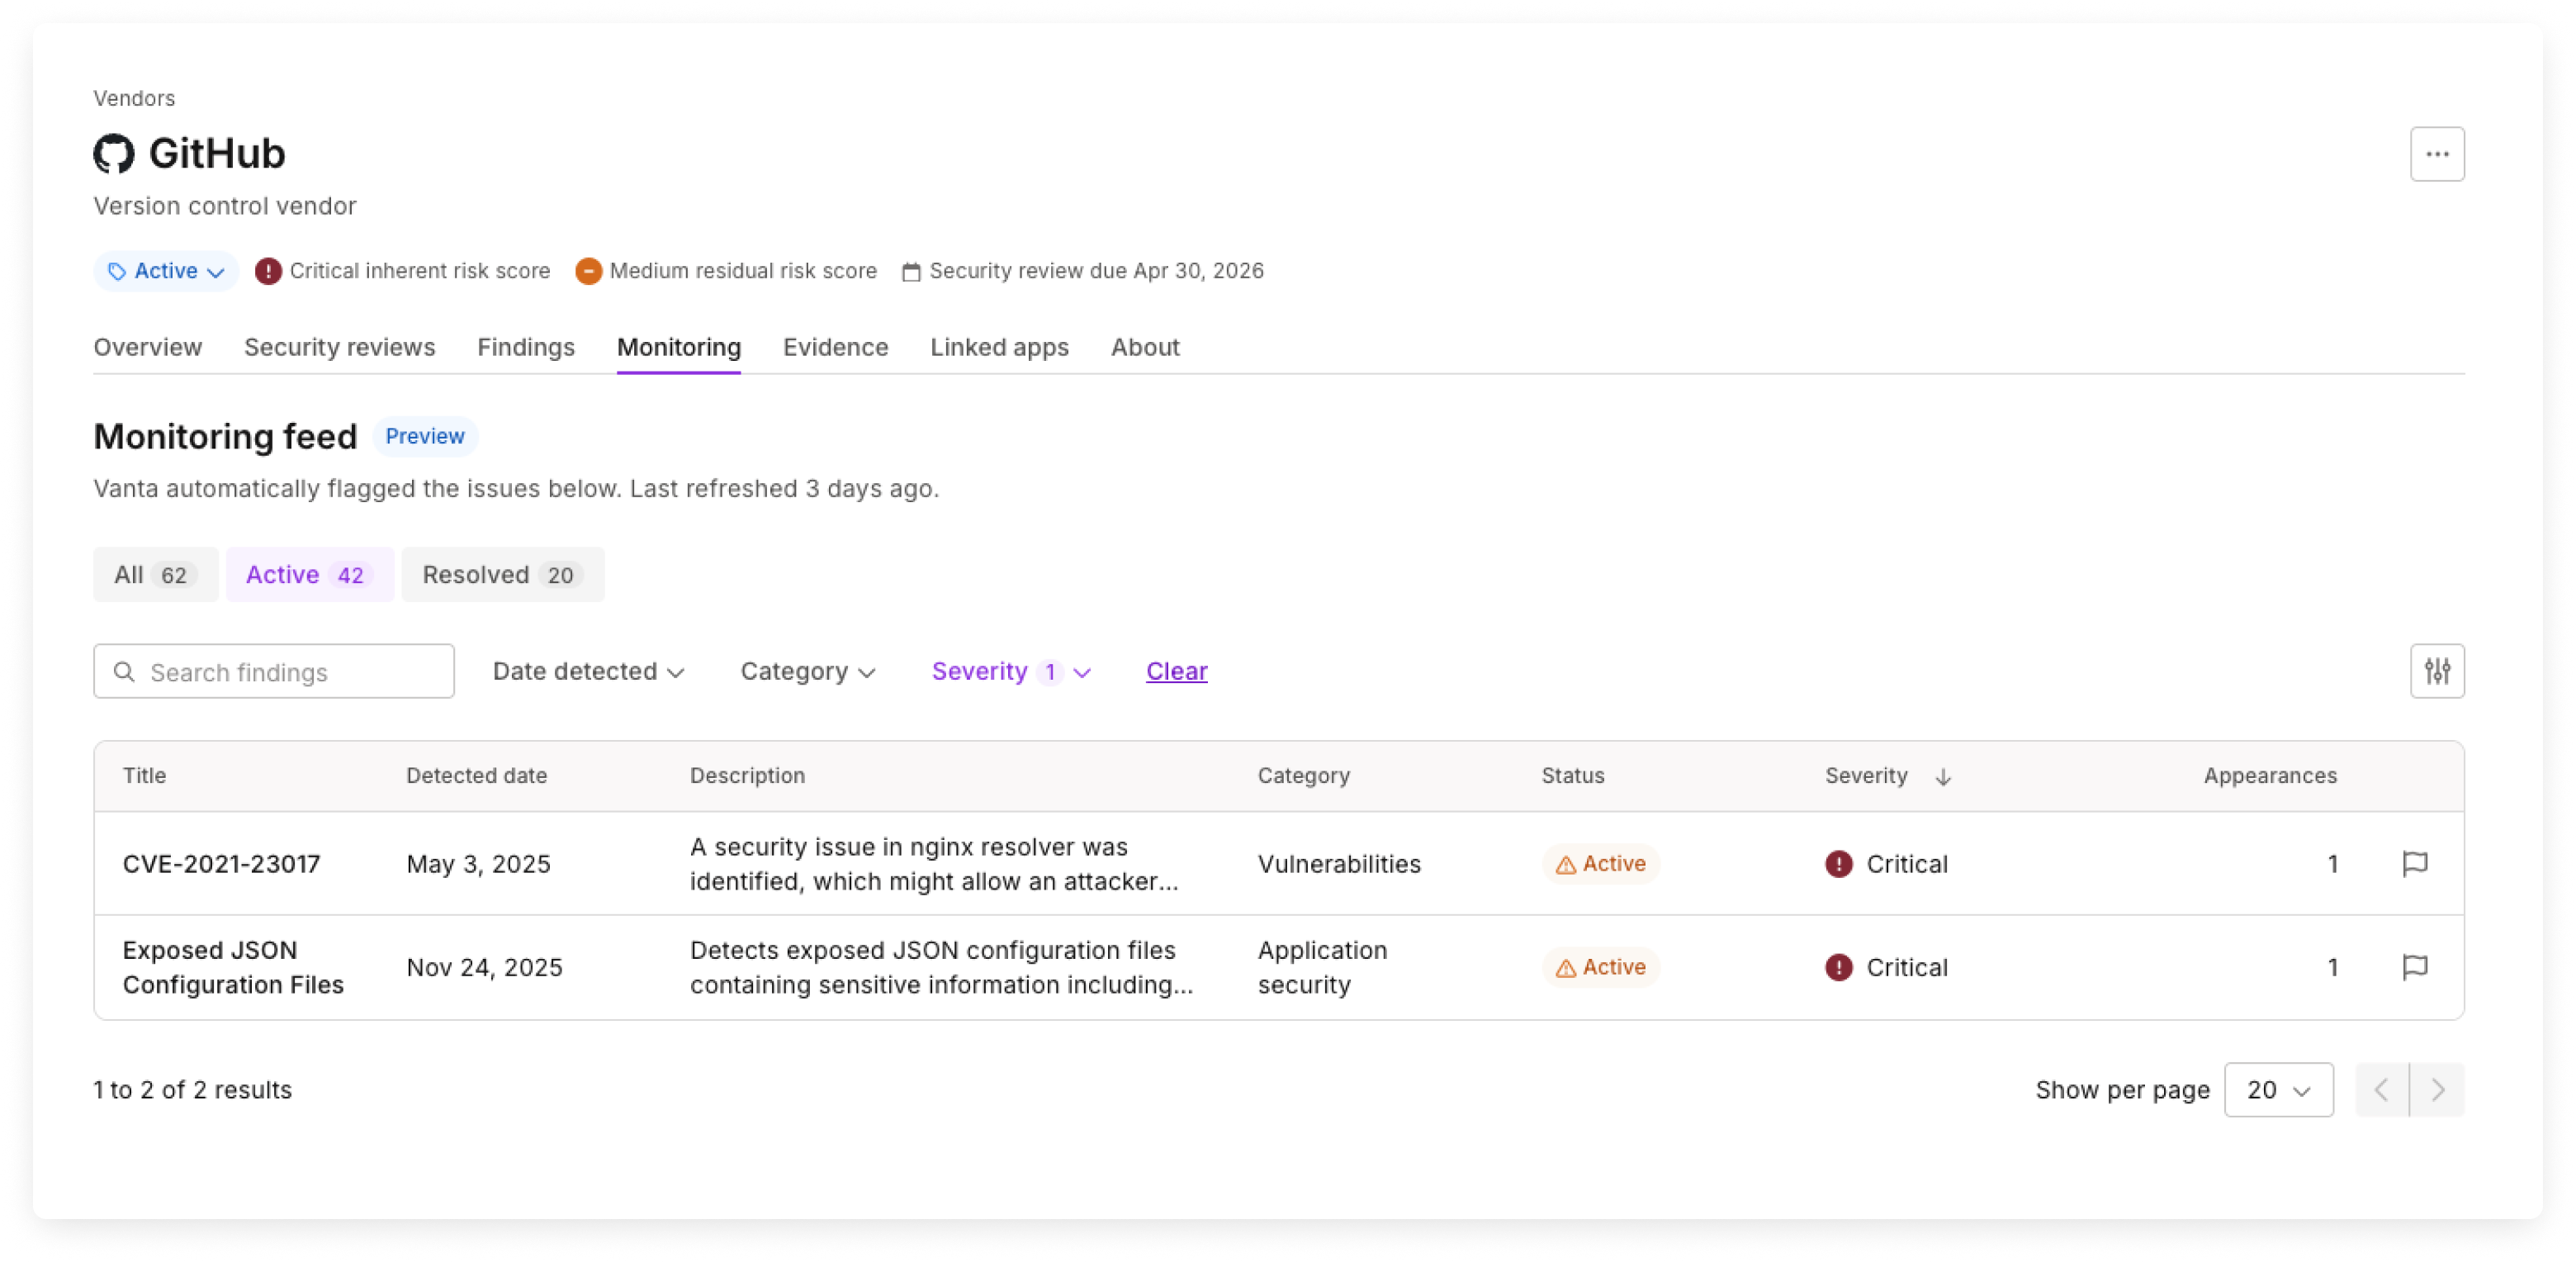 Vendors
GitHub
Version control vendor
Active Critical inherent risk score Medium residual risk score Security review due Apr 30, 2026
Overview Security reviews Findings Monitoring Evidence Linked apps About
Monitoring feed Preview
Vanta automatically flagged the issues below. Last refreshed 3 days ago.
All 62 Active 42 Resolved 20
Search findings Date detected Category Severity 1 Clear
Title Detected date Description Category Status Severity Appearances
CVE-2021-23017 May 3, 2025 A security issue in nginx resolver was
identified, which might allow an attacker... Vulnerabilities Active Critical 1
Exposed JSON
Configuration Files Nov 24, 2025 Detects exposed JSON configuration files
containing sensitive information including... Application
security Active Critical 1
1 to 2 of 2 results Show per page 20